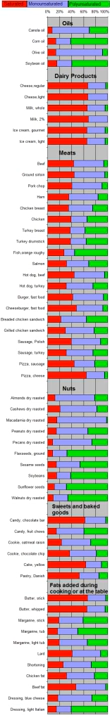 Saturated Monounsaturated Polyunsaturated
0 20% 40% 60% 80% 100%
Oils
Canola oil
Corn oil
Olive oil
Soybean oil
Dairy Products
Cheese regular
Cheese light
Milk, whole
Milk, 2%
Ice cream, gourmet
Ice cream, light
Meats
Beef
Ground sirloin
Pork chop
Ham
Chicken breast
Chicken
Turkey breast
Turkey drumstick
Fish orange roughy
Salmon
Hot dog, beef
Hot dog, turkey
Burger, fast food
Cheeseburger, fast food
Breaded chicken sandwich
Grilled chicken sandwich
Sausage, Polish
Sausage, turkey
Pizza, sausage
Pizza, cheese
Nuts
Almonds dry roasted
Cashews dry roasted
Macadamia dry roasted
Peanuts dry roasted
Pecans dry roasted
Flaxseeds, ground
Sesame seeds
Soybeans
Sunflower seeds
Walnuts dry roasted
Sweets and baked
goods
Candy, chocolate bar
Candy, fruit chews
Cookie, oatmeal raisin
Cookie, chocolate chip
Cake, yellow
Pastry, Danish
Fats added during
cooking or at the table
Butter, stick
Butter, whipped
Margarine, stick
Margarine, tub
Margarine, light tub
Lard
Shortening
Chicken fat
Beef fat
Dressing, blue cheese
Dressing, light Italian